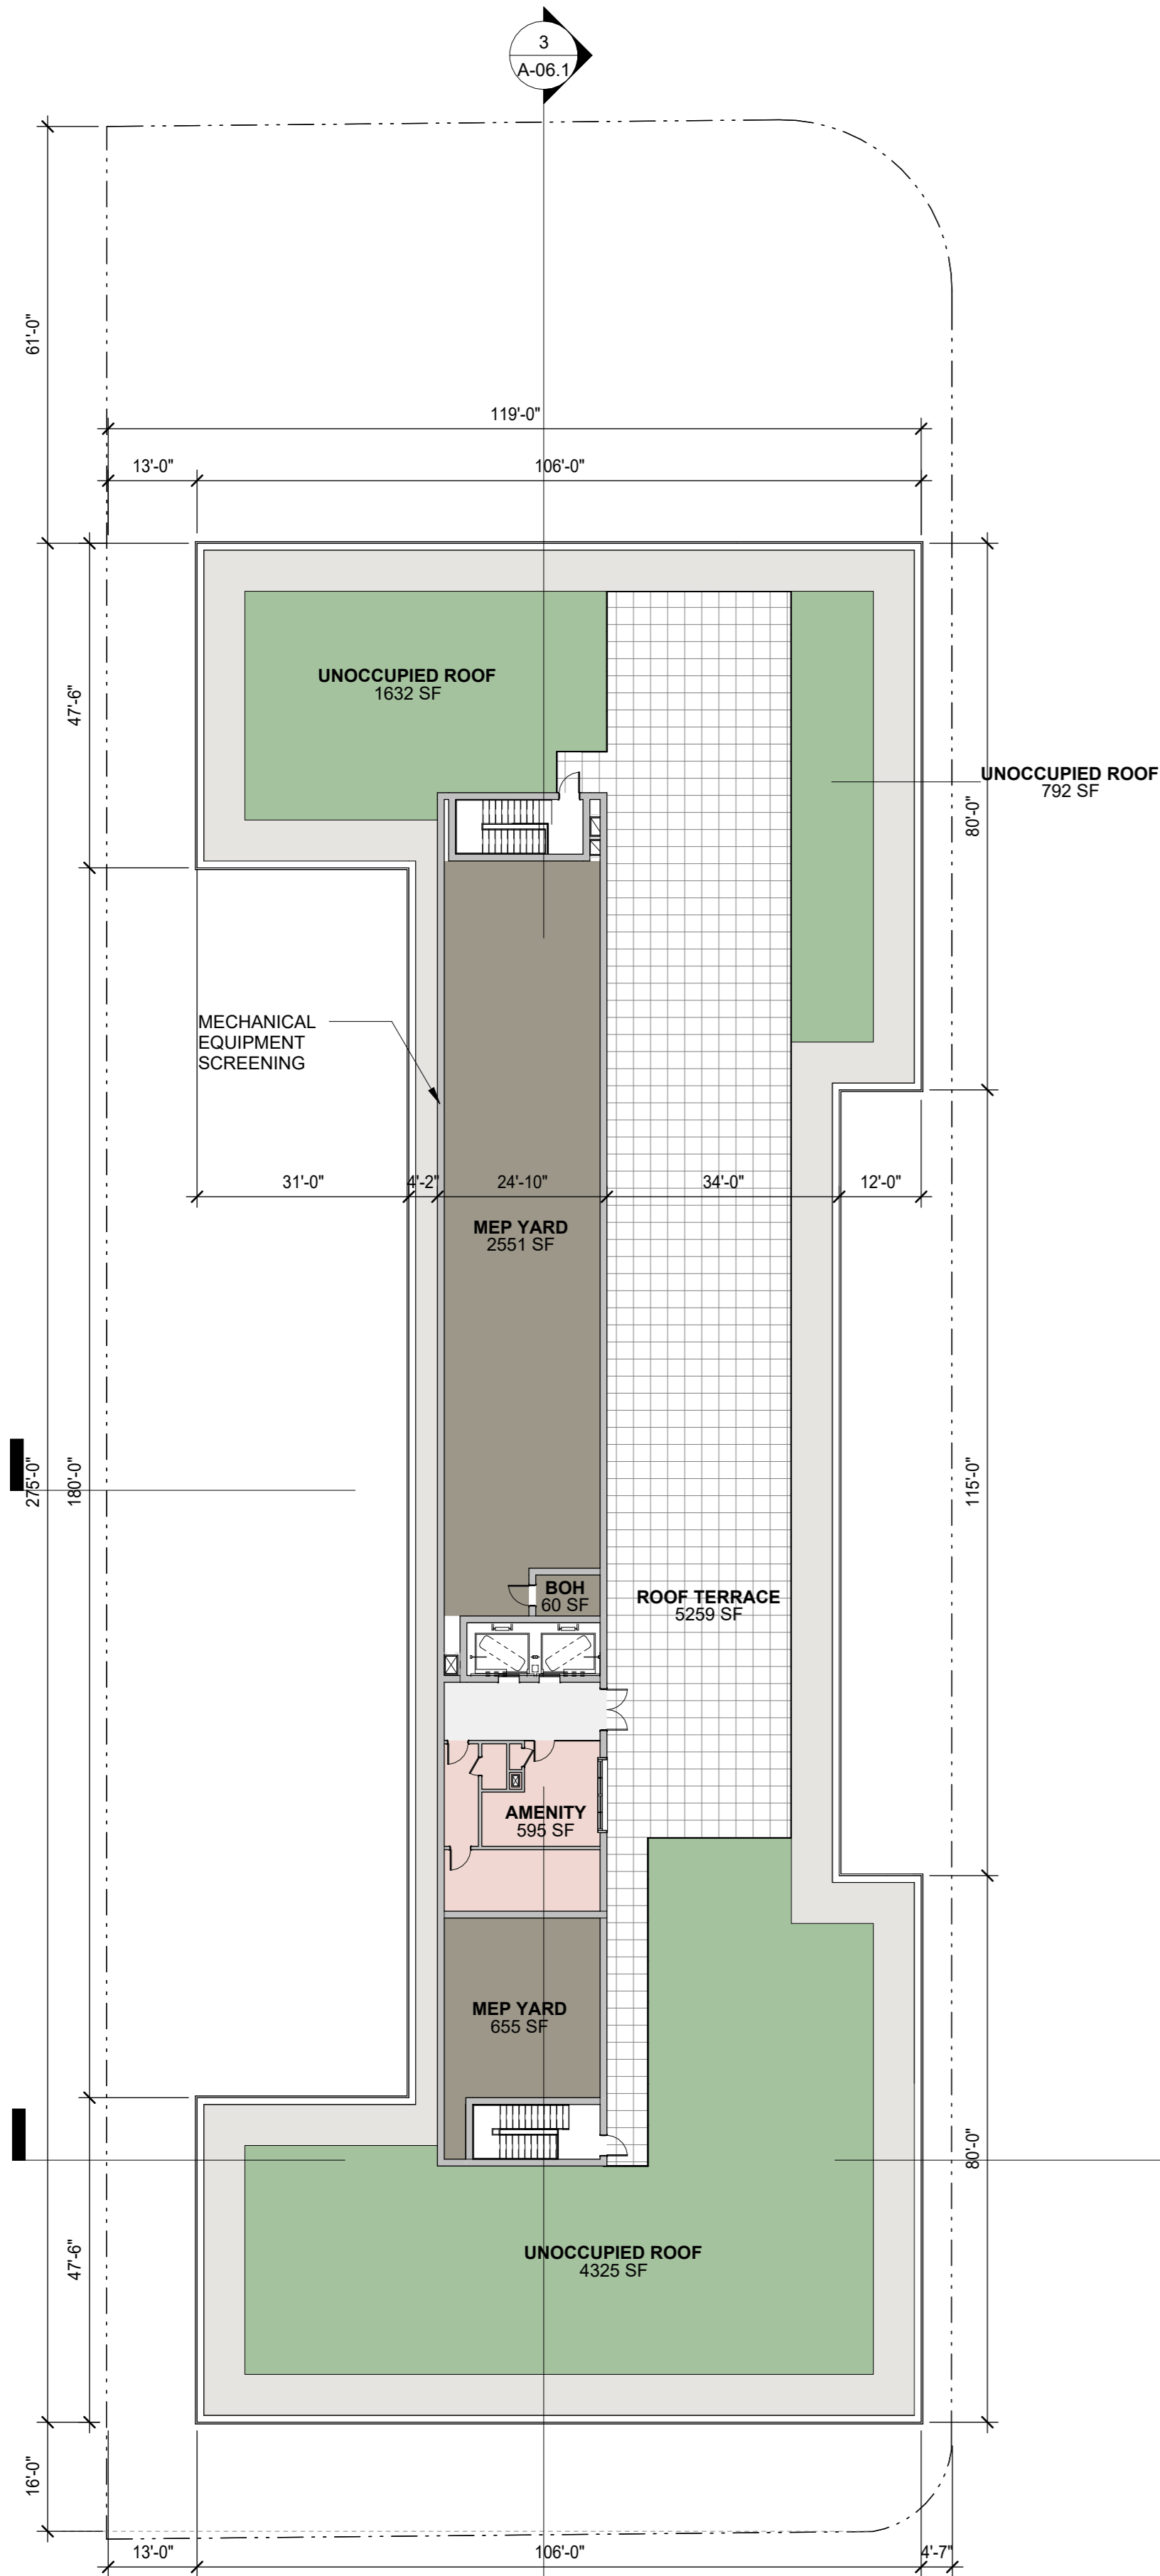 3
A-06.1
61'-0"
119'-0"
13'-0"
106'-0"
47'-6"
UNOCCUPIED ROOF
1632 SF
UNOCCUPIED ROOF
792 SF
80'-0"
MECHANICAL
EQUIPMENT
SCREENING
31'-0"
4'-2"
24'-10"
34'-0"
12'-0"
MEP YARD
2551 SF
275'-0"
180'-0"
115'-0"
BOH
60 SF
ROOF TERRACE
5259 SF
AMENITY
595 SF
MEP YARD
655 SF
80'-0"
47'-6"
UNOCCUPIED ROOF
4325 SF
16'-0"
13'-0"
106'-0"
4'-7"